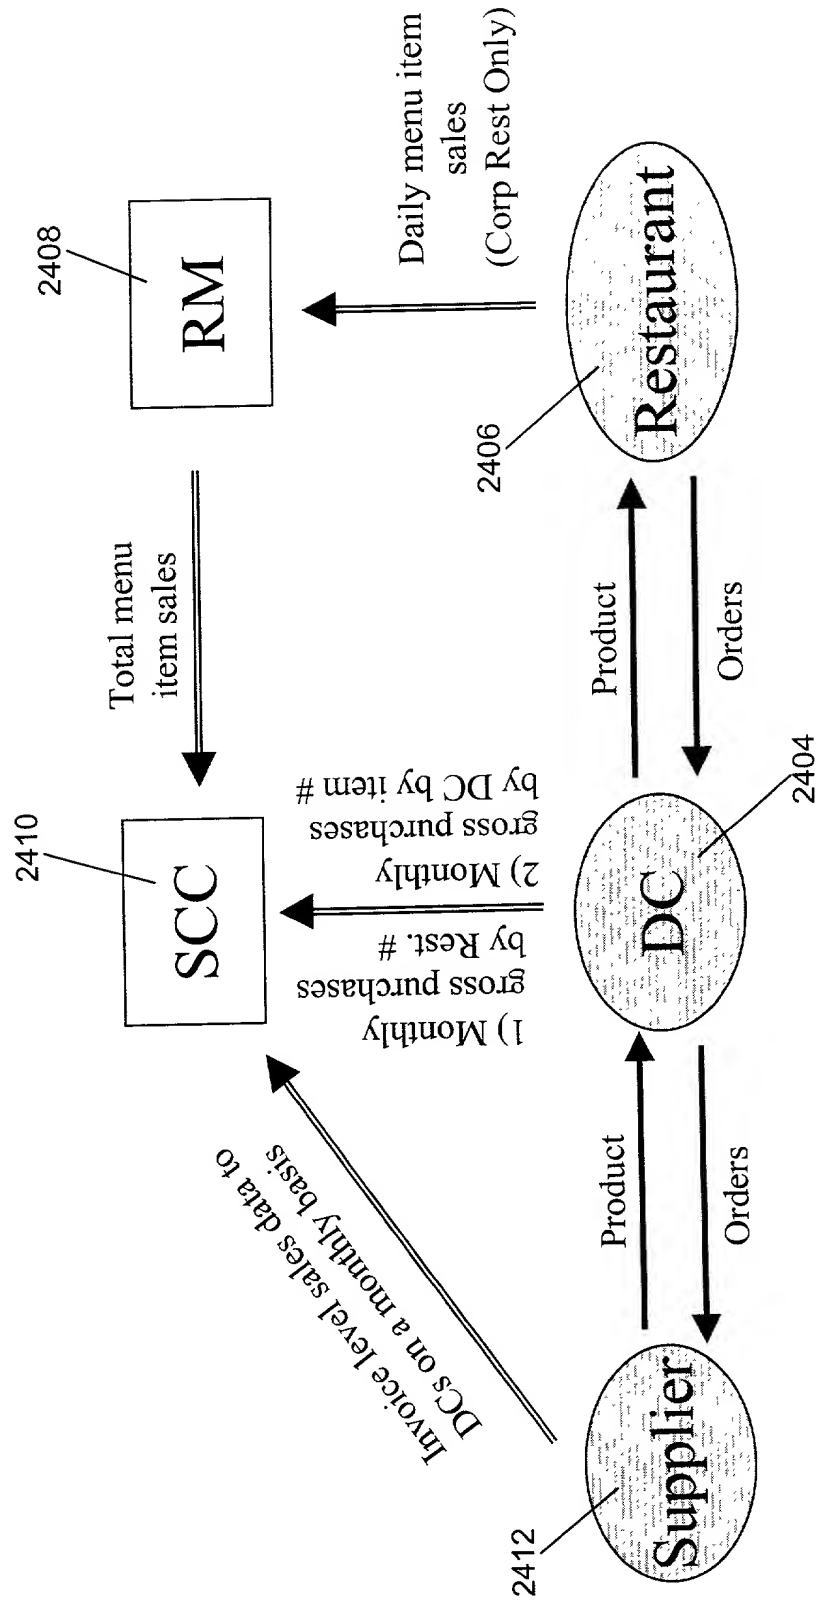 2410
SCC
Total menu
item sales
2408
RM
Invoice level sales data to
DCs on a monthly basis
1) Monthly
gross purchases
by Rest. #
2) Monthly
gross purchases
by DC by item #
Daily menu item
sales
(Corp Rest Only)
2412
Supplier
Product
Orders
DC
2404
Product
Orders
2406
Restaurant